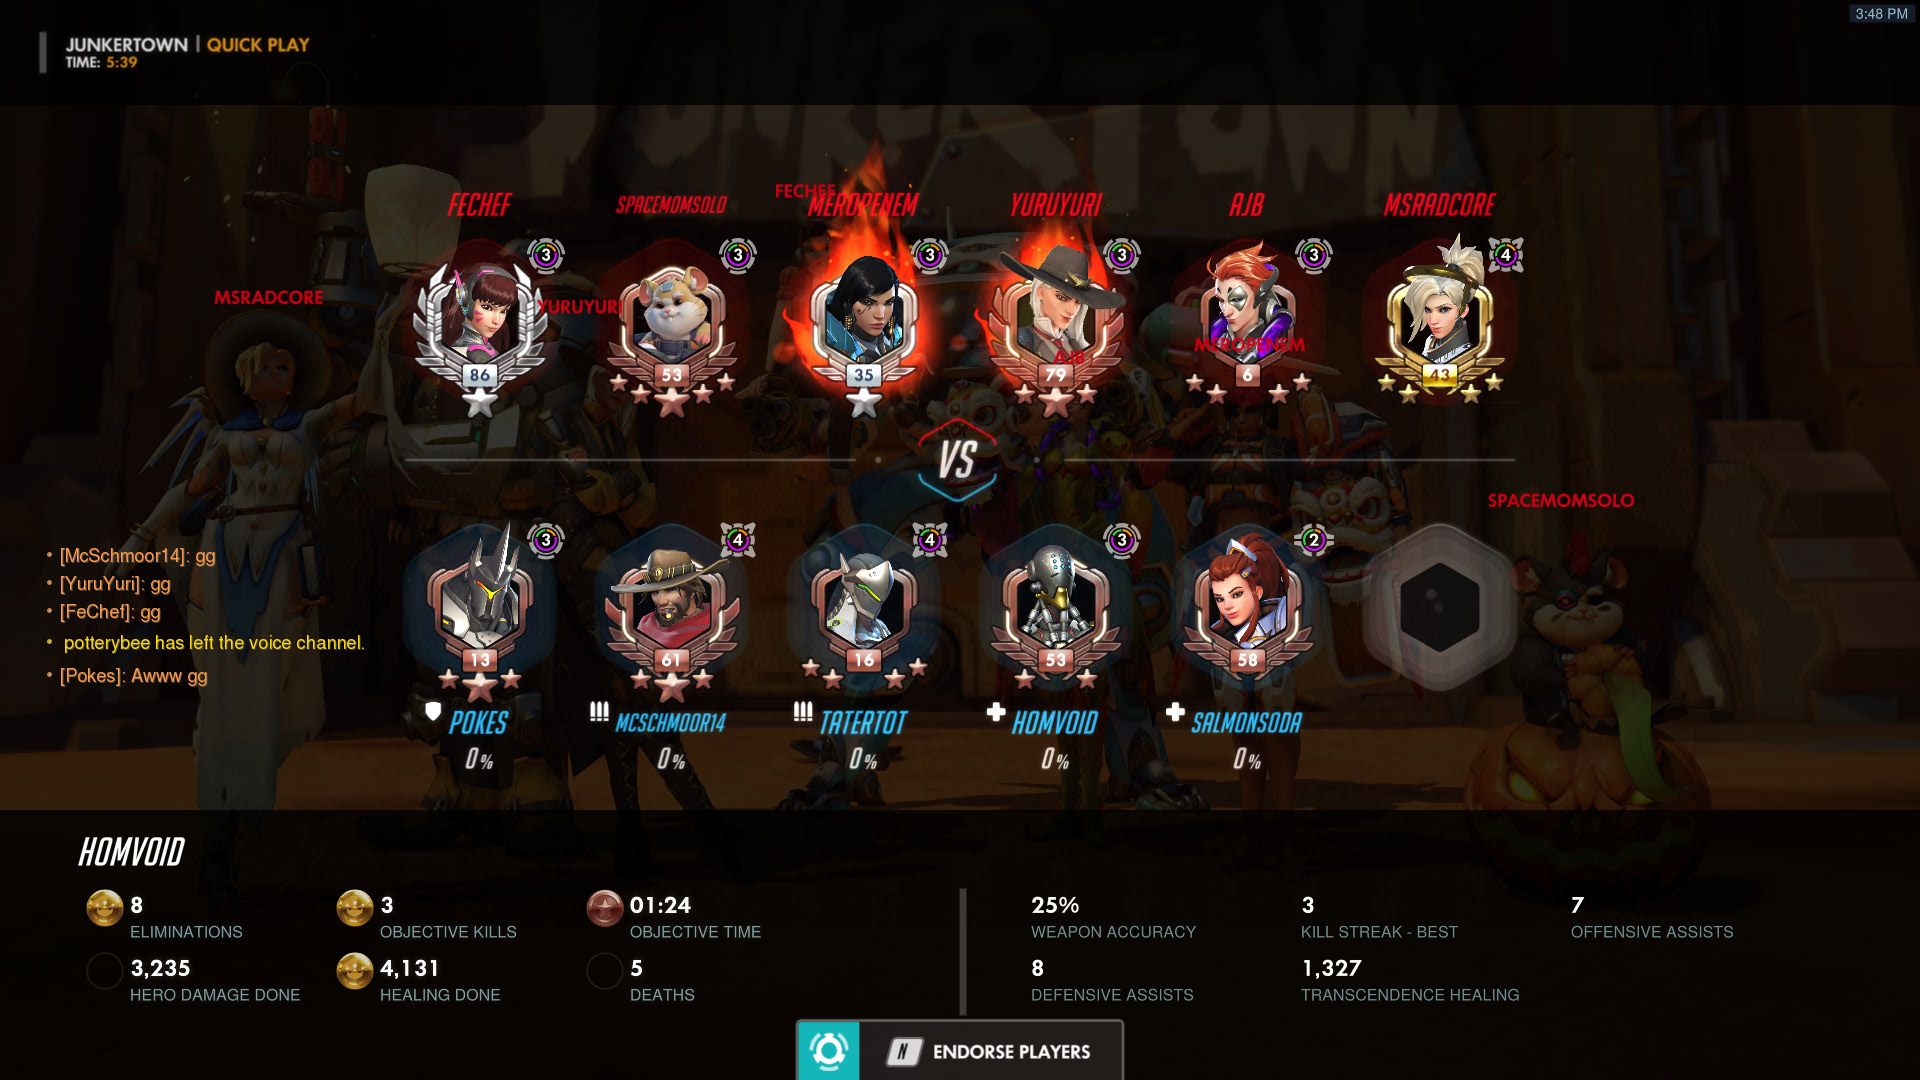 3:48 PM
JUNKERTOWN | QUICK PLAY
TIME: 5:39
JUNKERTOWN
FECHEF
SPACEMOMSOLO
FECHEF
MEROPENEM
YURUYURI
AJB
MSRADCORE
3
3
3
3
3
4
MSRADCORE
YURUYURI
AJB
MEROPENEM
86
53
35
79
6
43
VS
SPACEMOMSOLO
3
4
4
3
2
• [McSchmoor14]: gg
• [YuruYuri]: gg
• [FeChef]: gg
• potterybee has left the voice channel.
• [Pokes]: Awww gg
13
61
16
53
58
POKES
MCSCHMOOR14
TATERTOT
HOMVOID
SALMONSODA
0%
0%
0%
0%
0%
HOMVOID
8
ELIMINATIONS
3
OBJECTIVE KILLS
01:24
OBJECTIVE TIME
3,235
HERO DAMAGE DONE
4,131
HEALING DONE
5
DEATHS
25%
WEAPON ACCURACY
3
KILL STREAK - BEST
7
OFFENSIVE ASSISTS
8
DEFENSIVE ASSISTS
1,327
TRANSCENDENCE HEALING
N ENDORSE PLAYERS